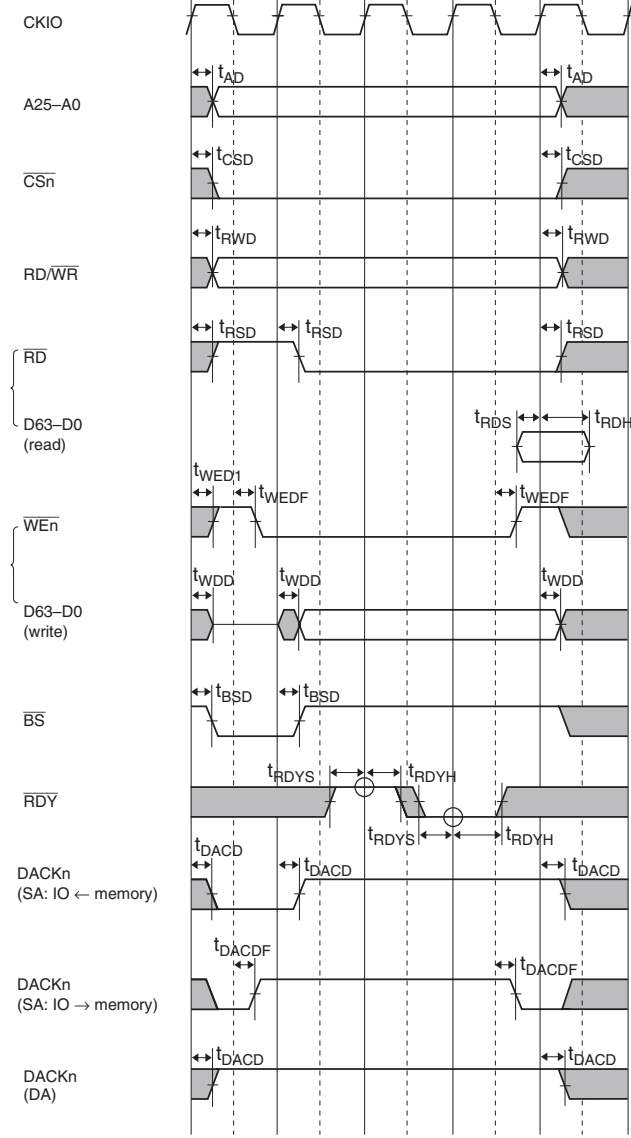 CKIO
tAD tAD
A25–A0
tCSD tCSD
CSn
tRWD tRWD
RD/WR
tRSD tRSD tRSD
RD
tRDS tRDH
D63–D0
(read)
tWED1 tWEDF tWEDF
WEn
tWDD tWDD tWDD
D63–D0
(write)
tBSD tBSD
BS
tRDYS tRDYH
RDY
tRDYS tRDYH
tDACD tDACD tDACD
DACKn
(SA: IO ← memory)
tDACDF tDACDF
DACKn
(SA: IO → memory)
tDACD tDACD
DACKn
(DA)